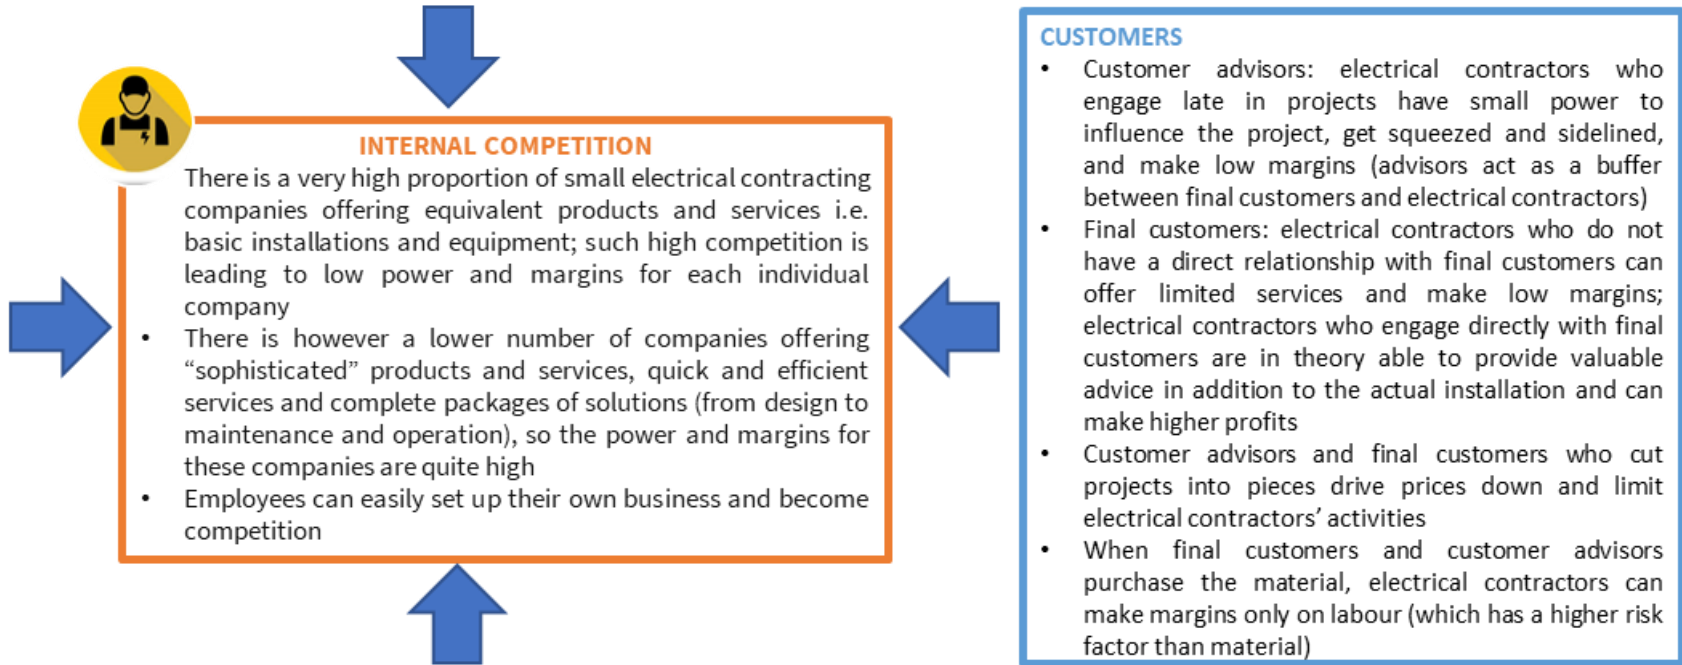 INTERNAL COMPETITION
There is a very high proportion of small electrical contracting
companies offering equivalent products and services i.e.
basic installations and equipment; such high competition is
leading to low power and margins for each individual
company
• There is however a lower number of companies offering
“sophisticated” products and services, quick and efficient
services and complete packages of solutions (from design to
maintenance and operation), so the power and margins for
these companies are quite high
• Employees can easily set up their own business and become
competition
CUSTOMERS
• Customer advisors: electrical contractors who
engage late in projects have small power to
influence the project, get squeezed and sidelined,
and make low margins (advisors act as a buffer
between final customers and electrical contractors)
• Final customers: electrical contractors who do not
have a direct relationship with final customers can
offer limited services and make low margins;
electrical contractors who engage directly with final
customers are in theory able to provide valuable
advice in addition to the actual installation and can
make higher profits
• Customer advisors and final customers who cut
projects into pieces drive prices down and limit
electrical contractors’ activities
• When final customers and customer advisors
purchase the material, electrical contractors can
make margins only on labour (which has a higher risk
factor than material)